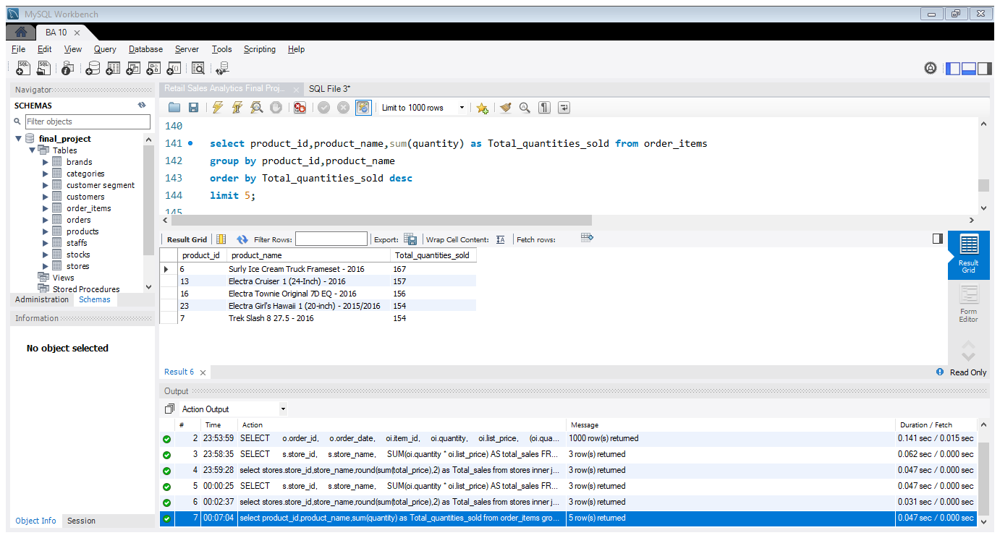 MySQL Workbench
BA 10
File Edit View Query Database Server Tools Scripting Help
Navigator
SCHEMAS
Filter objects
final_project
Tables
brands
categories
customer segment
customers
order_items
orders
products
staffs
stocks
stores
Views
Stored Procedures
Administration Schemas
Information
No object selected
Object Info Session
Retail Sales Analytics Final Proj... SQL File 3*
Limit to 1000 rows
140
141 select product_id,product_name,sum(quantity) as Total_quantities_sold from order_items
142 group by product_id,product_name
143 order by Total_quantities_sold desc
144 limit 5;
145
Result Grid Filter Rows: Export: Wrap Cell Content: Fetch rows:
product_id product_name Total_quantities_sold
6 Surly Ice Cream Truck Frameset - 2016 167
13 Electra Cruiser 1 (24-Inch) - 2016 157
16 Electra Townie Original 7D EQ - 2016 156
23 Electra Girl's Hawaii 1 (20-inch) - 2015/2016 154
7 Trek Slash 8 27.5 - 2016 154
Result Grid
Form Editor
Result 6
Read Only
Output
Action Output
# Time Action Message Duration / Fetch
2 23:53:59 SELECT o.order_id, o.order_date, oi.item_id, oi.quantity, oi.list_price, (oi.qua... 1000 row(s) returned 0.141 sec / 0.015 sec
3 23:58:35 SELECT s.store_id, s.store_name, SUM(oi.quantity * oi.list_price) AS total_sales FR... 3 row(s) returned 0.062 sec / 0.000 sec
4 23:59:28 select stores.store_id,store_name,round(sum(total_price),2) as Total_sales from stores inner j... 3 row(s) returned 0.047 sec / 0.000 sec
5 00:00:25 SELECT s.store_id, s.store_name, SUM(oi.quantity * oi.list_price) AS total_sales FR... 3 row(s) returned 0.047 sec / 0.000 sec
6 00:02:37 select stores.store_id,store_name,round(sum(total_price),2) as Total_sales from stores inner j... 3 row(s) returned 0.031 sec / 0.000 sec
7 00:07:04 select product_id,product_name,sum(quantity) as Total_quantities_sold from order_items gro... 5 row(s) returned 0.047 sec / 0.000 sec